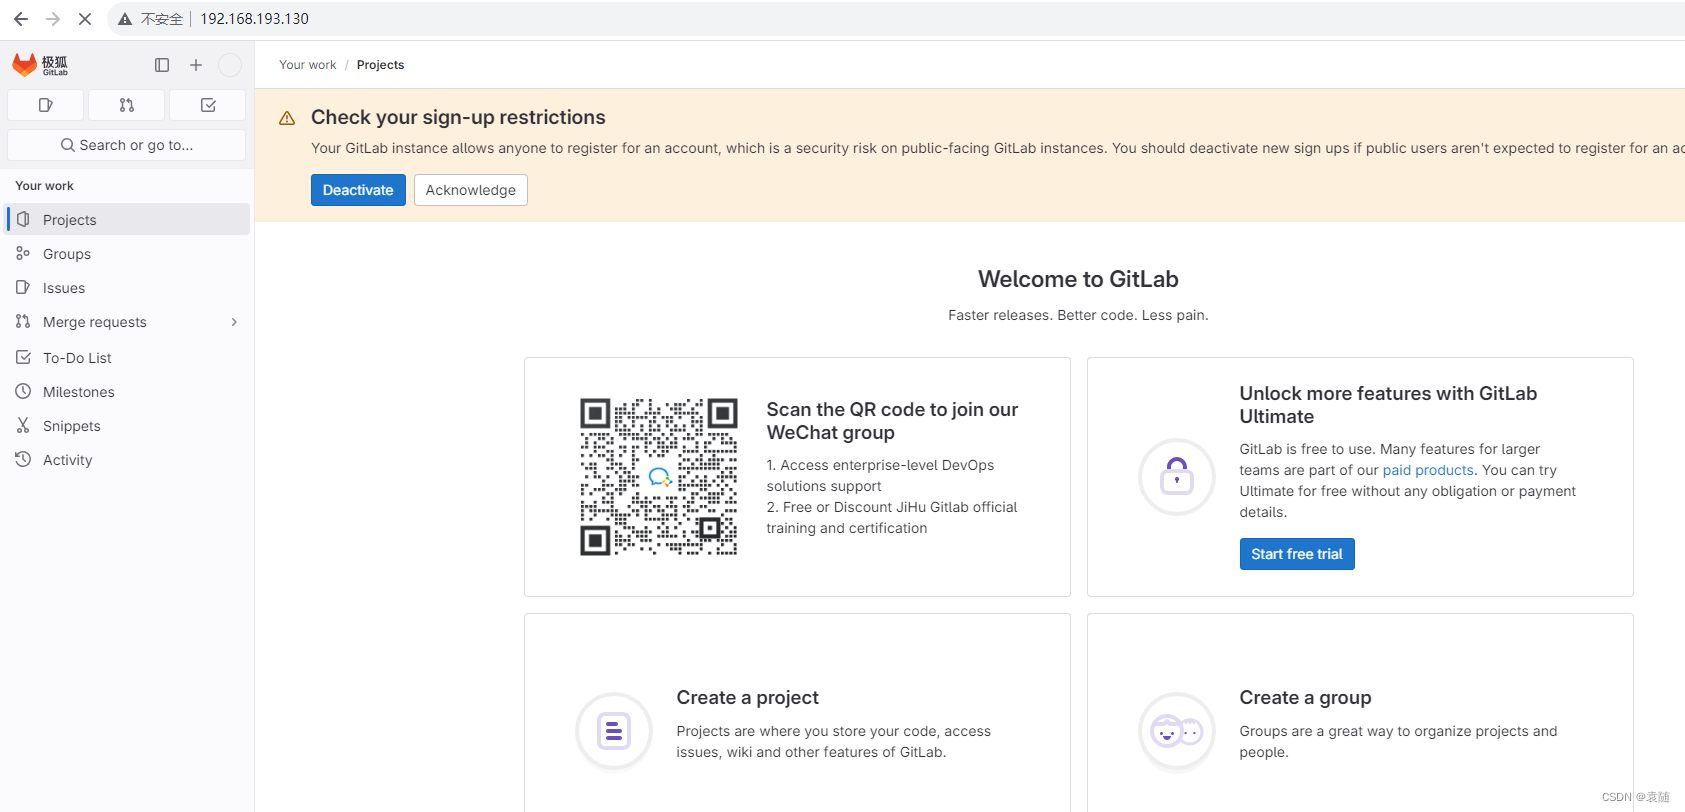 不安全 192.168.193.130
极狐
GitLab
Your work / Projects
Search or go to...
Your work
Projects
Groups
Issues
Merge requests
To-Do List
Milestones
Snippets
Activity
Check your sign-up restrictions
Your GitLab instance allows anyone to register for an account, which is a security risk on public-facing GitLab instances. You should deactivate new sign ups if public users aren't expected to register for an ac
Deactivate Acknowledge
Welcome to GitLab
Faster releases. Better code. Less pain.
Scan the QR code to join our
WeChat group
1. Access enterprise-level DevOps
solutions support
2. Free or Discount JiHu Gitlab official
training and certification
Unlock more features with GitLab
Ultimate
GitLab is free to use. Many features for larger
teams are part of our paid products. You can try
Ultimate for free without any obligation or payment
details.
Start free trial
Create a project
Projects are where you store your code, access
issues, wiki and other features of GitLab.
Create a group
Groups are a great way to organize projects and
people.
CSDN @袁随